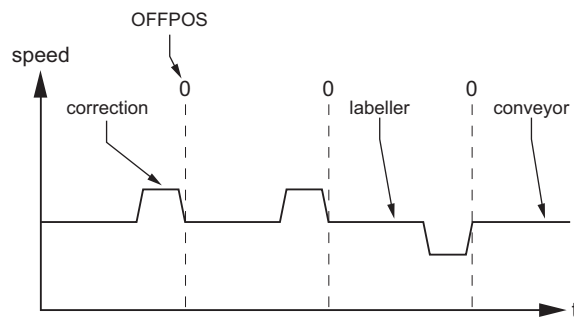 OFFPOS
speed
0 0 0
correction labeller conveyor
t